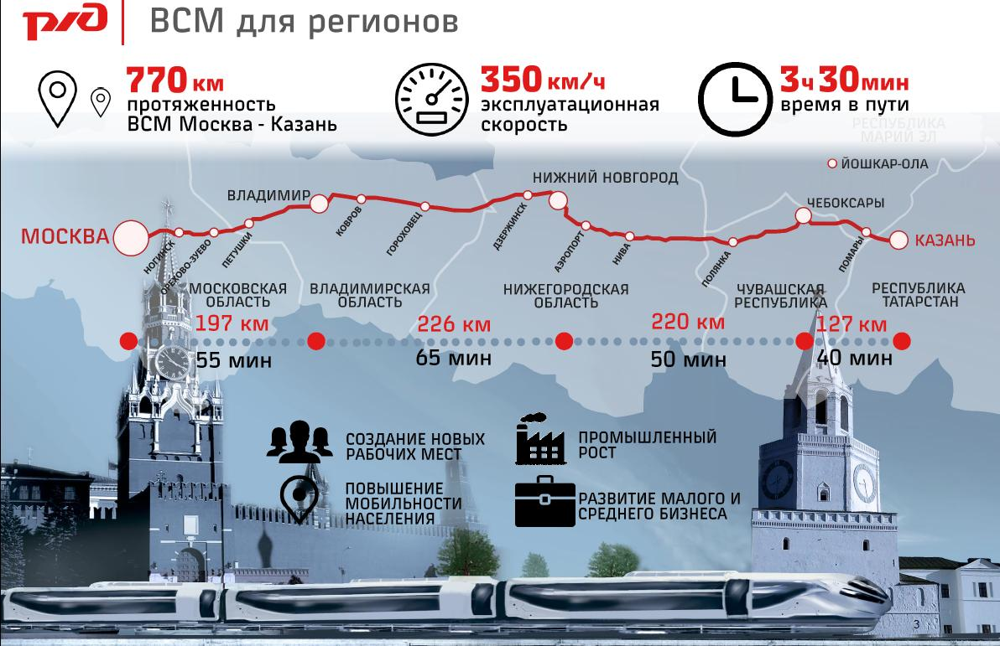 РЖД
ВСМ для регионов
770 км
протяженность
ВСМ Москва - Казань
350 км/ч
эксплуатационная
скорость
3ч 30мин
время в пути
РЕСПУБЛИКА
МАРИЙ ЭЛ
ЙОШКАР-ОЛА
МОСКВА
НОГИНСК
ОРЕХОВО-ЗУЕВО
ПЕТУШКИ
ВЛАДИМИР
КОВРОВ
ГОРОХОВЕЦ
ДЗЕРЖИНСК
НИЖНИЙ НОВГОРОД
АЭРОПОРТ
НИВА
ПОЛЯНКА
ЧЕБОКСАРЫ
ПОМАРЫ
КАЗАНЬ
МОСКОВСКАЯ
ОБЛАСТЬ
ВЛАДИМИРСКАЯ
ОБЛАСТЬ
НИЖЕГОРОДСКАЯ
ОБЛАСТЬ
ЧУВАШСКАЯ
РЕСПУБЛИКА
РЕСПУБЛИКА
ТАТАРСТАН
197 км
226 км
220 км
127 км
55 мин
65 мин
50 мин
40 мин
СОЗДАНИЕ НОВЫХ
РАБОЧИХ МЕСТ
ПРОМЫШЛЕННЫЙ
РОСТ
ПОВЫШЕНИЕ
МОБИЛЬНОСТИ
НАСЕЛЕНИЯ
РАЗВИТИЕ МАЛОГО И
СРЕДНЕГО БИЗНЕСА
3